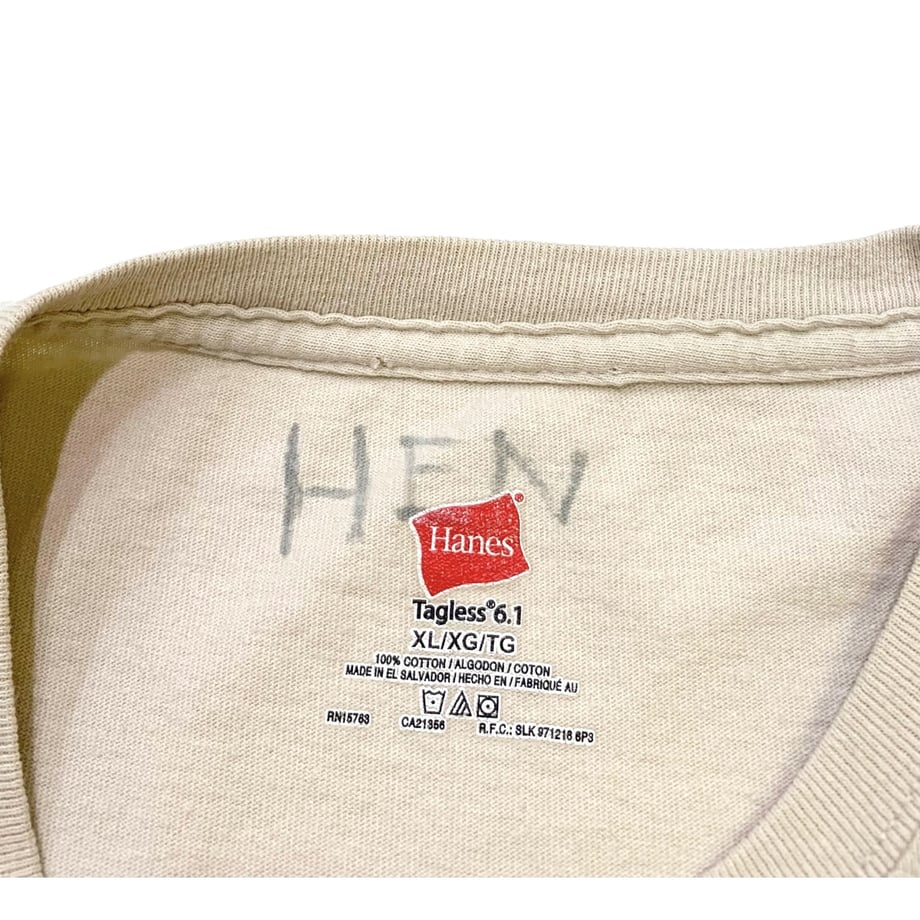 HEN
Hanes®
Tagless®6.1
XL/XG/TG
100% COTTON / ALGODON / COTON
MADE IN EL SALVADOR / HECHO EN / FABRIQUÉ AU
RN15763 CA21356 R.F.C.: SLK 971216 6P3